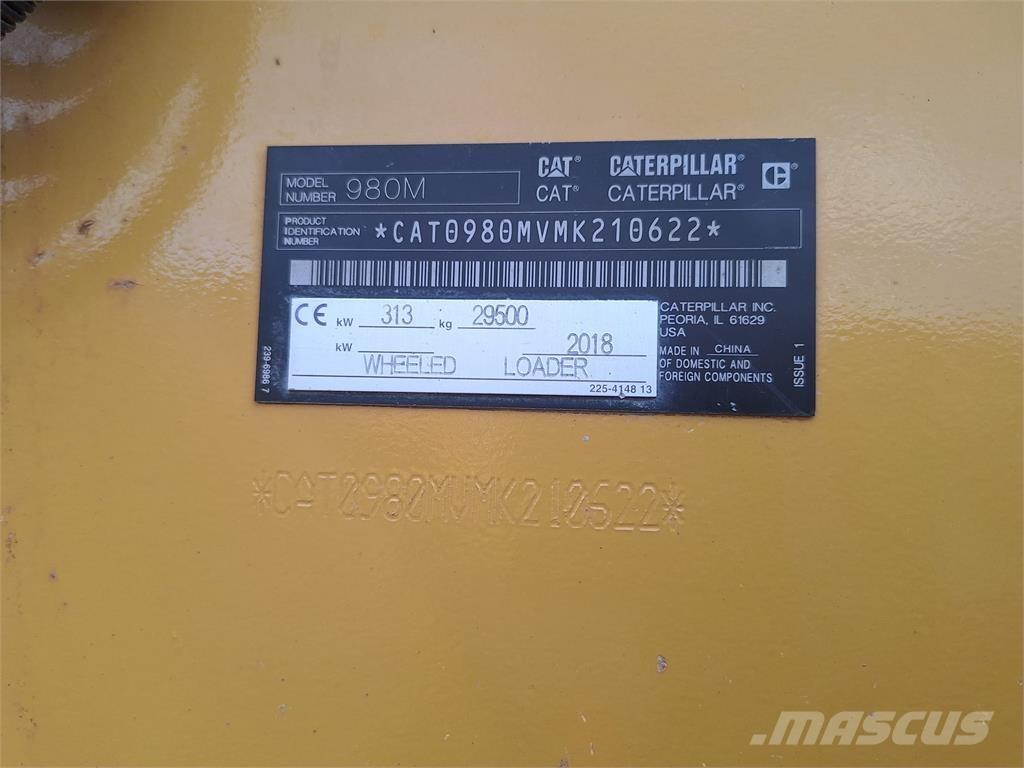 CAT® CATERPILLAR®
MODEL NUMBER 980M CAT® CATERPILLAR®
PRODUCT IDENTIFICATION NUMBER *CAT0980MVMK210622*
CE kW 313 kg 29500
kW 2018
WHEELED LOADER
225-4148 13
CATERPILLAR INC.
PEORIA, IL 61629
USA
MADE IN CHINA
OF DOMESTIC AND
FOREIGN COMPONENTS
ISSUE 1
239-6966 7
*CAT0980MVMK210622*
MASCUS